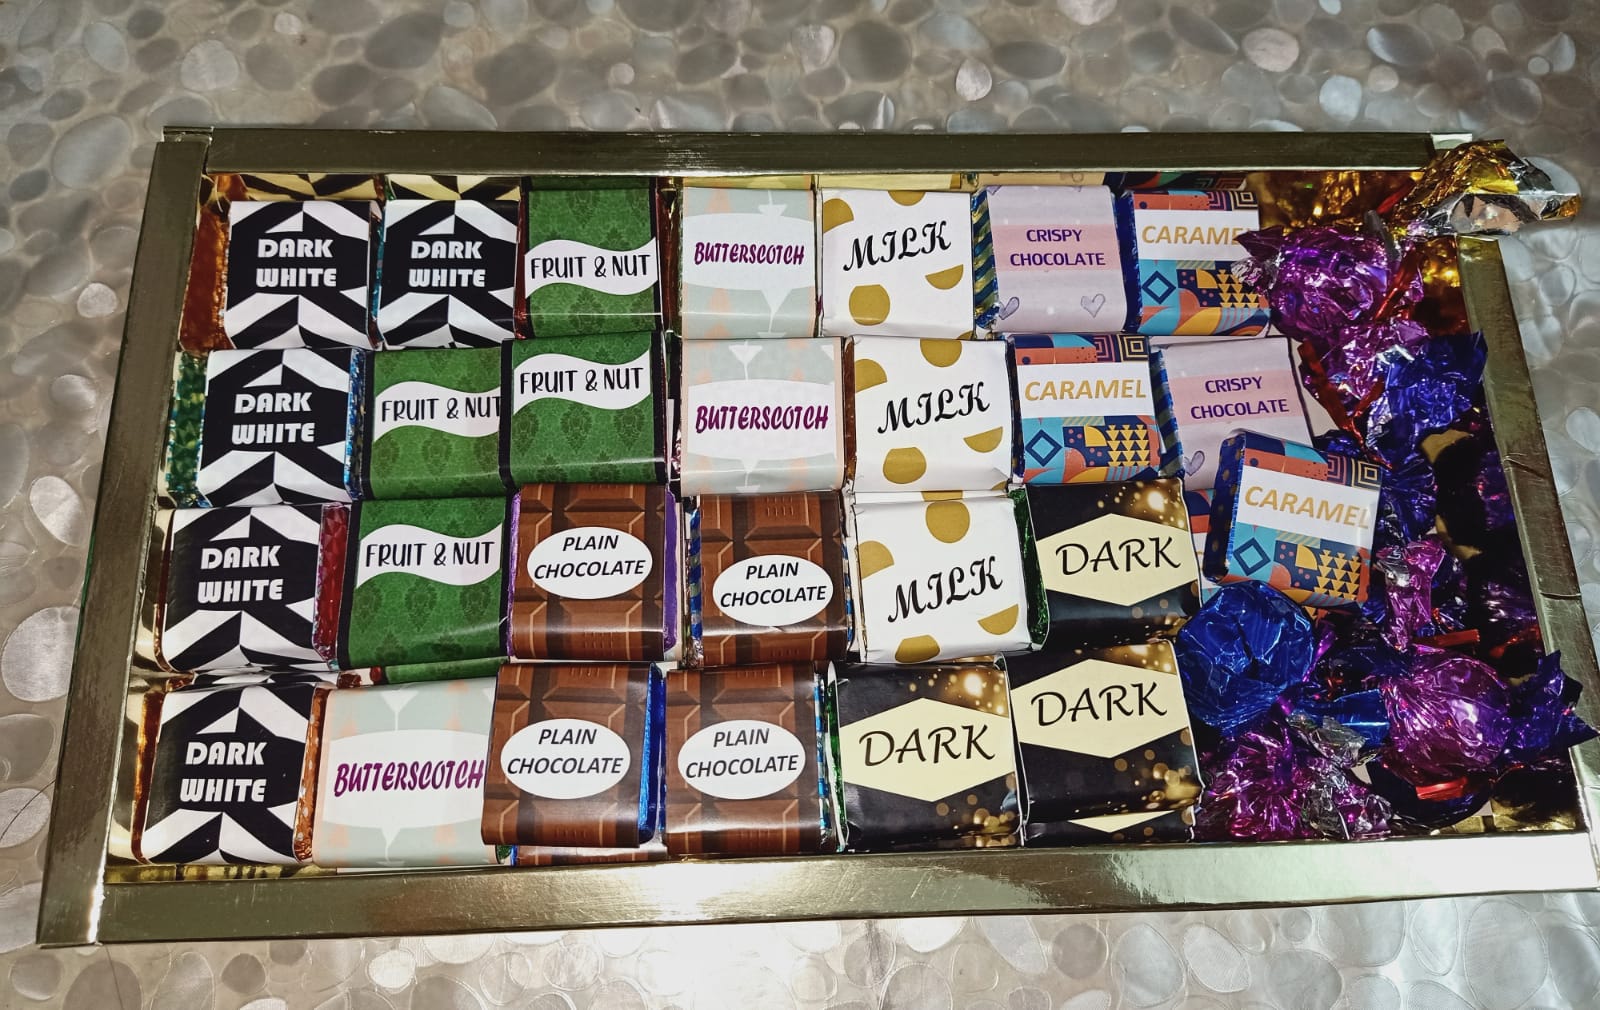 DARK
WHITE
DARK
WHITE
FRUIT & NUT
BUTTERSCOTCH
MILK
CRISPY
CHOCOLATE
CARAMEL
DARK
WHITE
FRUIT & NUT
FRUIT & NUT
BUTTERSCOTCH
MILK
CARAMEL
CRISPY
CHOCOLATE
DARK
WHITE
FRUIT & NUT
PLAIN
CHOCOLATE
PLAIN
CHOCOLATE
MILK
DARK
CARAMEL
DARK
WHITE
BUTTERSCOTCH
PLAIN
CHOCOLATE
PLAIN
CHOCOLATE
DARK
DARK